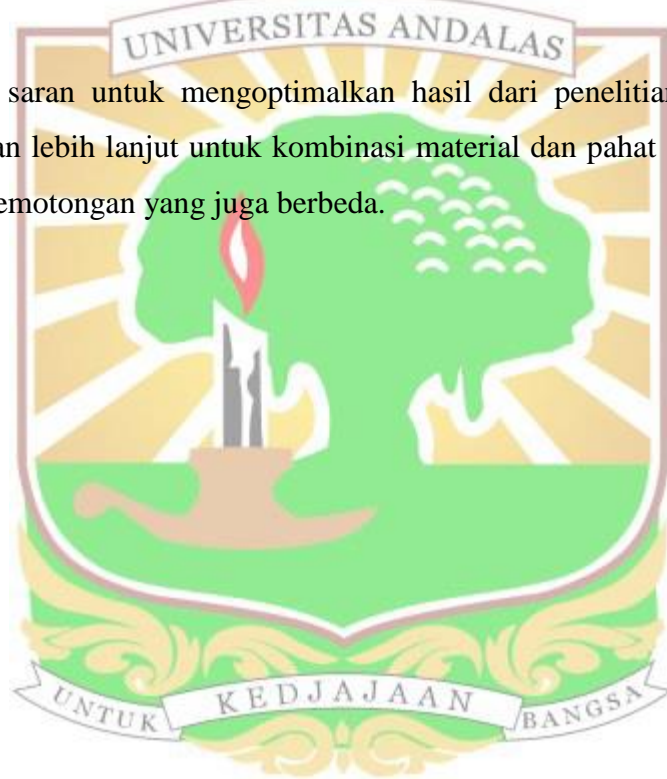 UNIVERSITAS ANDALAS
saran untuk mengoptimalkan hasil dari penelitian
an lebih lanjut untuk kombinasi material dan pahat
emotongan yang juga berbeda.
UNTUK KEDJAJAAN BANGSA